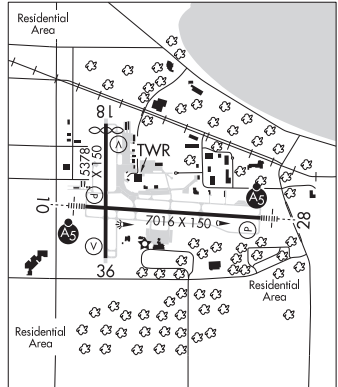 Residential
Area
18
V
5378
X 150
TWR
P
A5
10
7016 X 150
P
28
A5
V
36
Residential
Area
Residential
Area